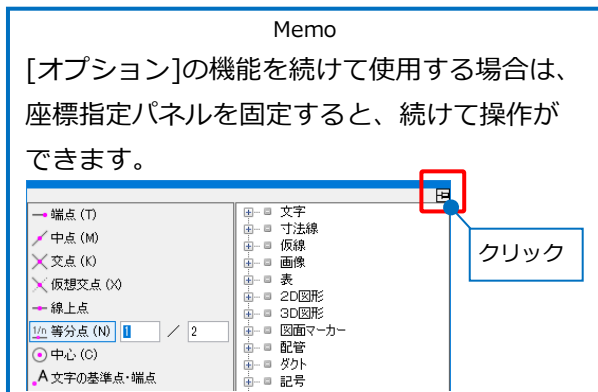 Memo
[オプション]の機能を続けて使用する場合は、
座標指定パネルを固定すると、続けて操作が
できます。
端点 (T)
中点 (M)
交点 (K)
仮想交点 (X)
線上点
1/n 等分点 (N) 1 / 2
中心 (C)
A 文字の基準点・端点
文字
寸法線
仮線
画像
表
2D図形
3D図形
図面マーカー
配管
ダクト
記号
クリック